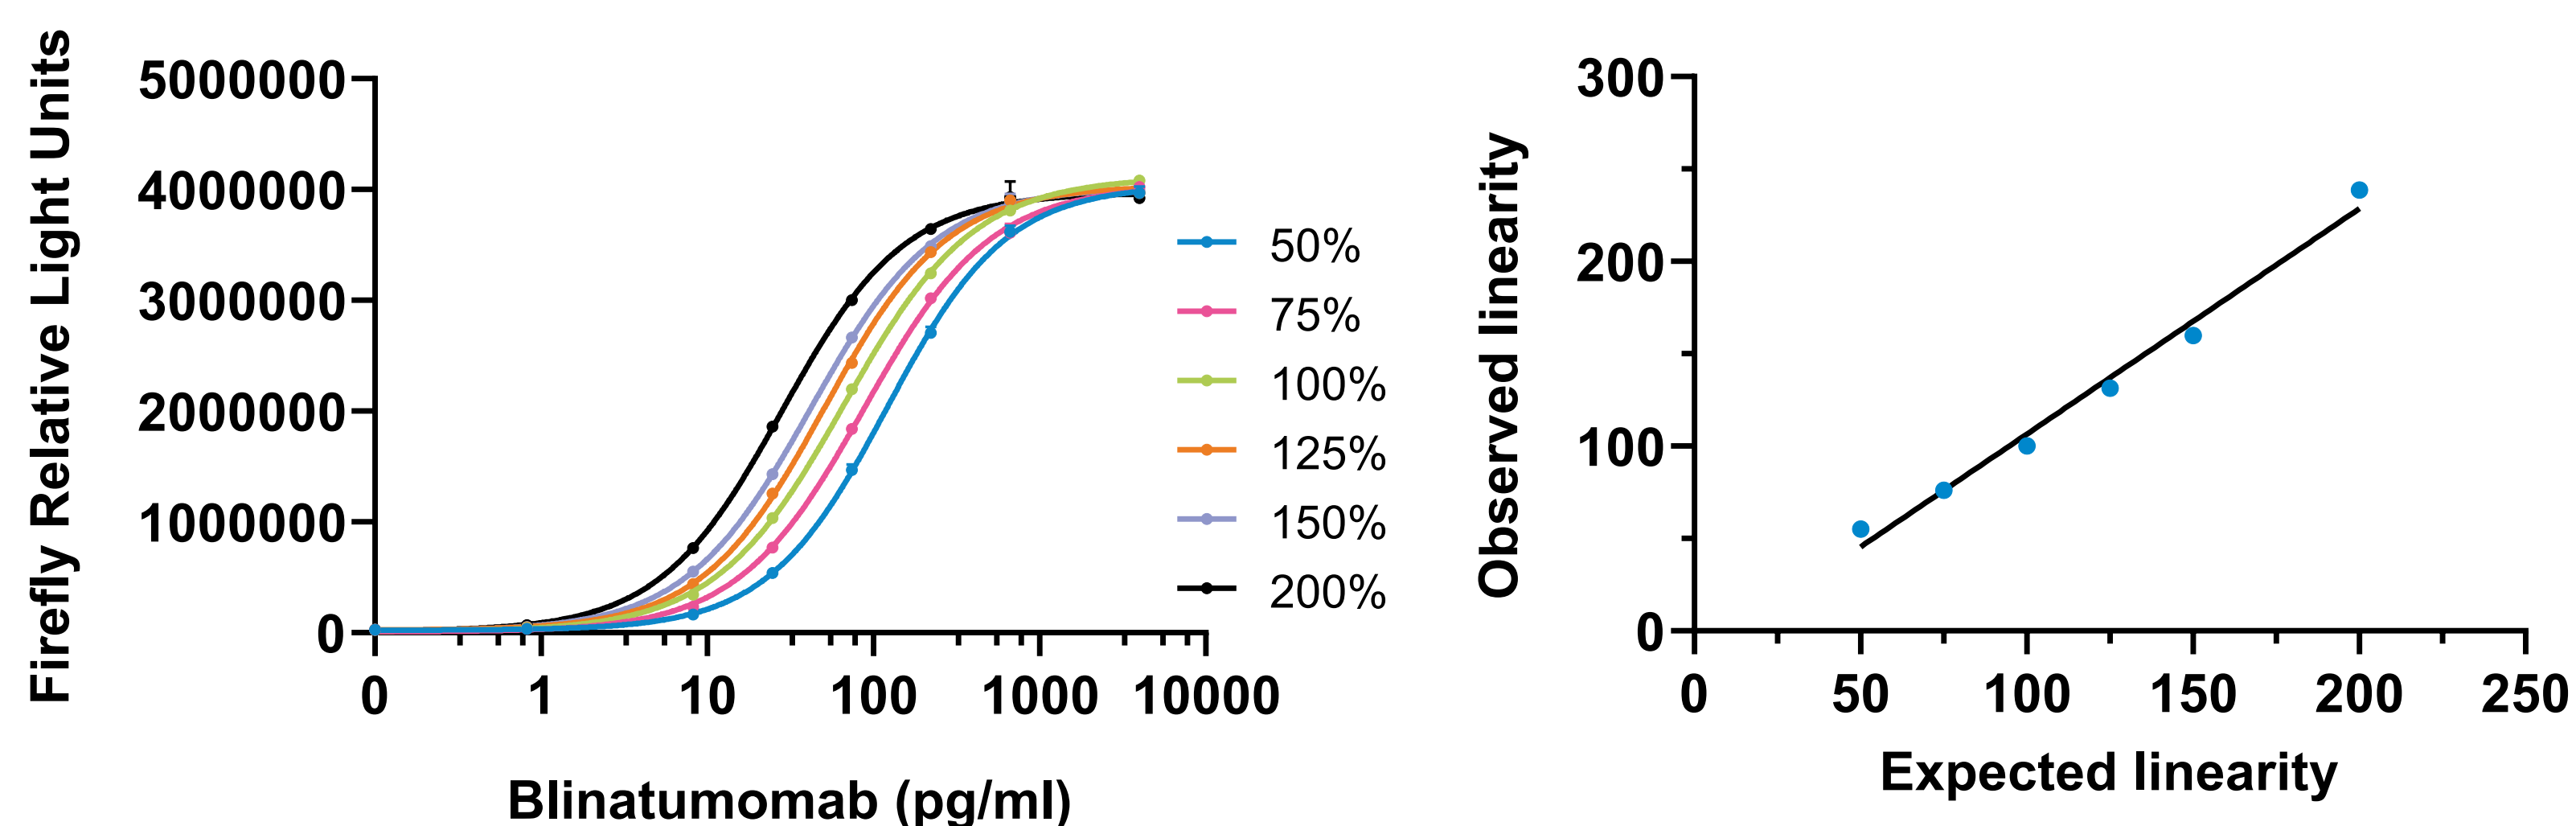 Firefly Relative Light Units
5000000
4000000
3000000
2000000
1000000
0
0 1 10 100 1000 10000
Blinatumomab (pg/ml)
50%
75%
100%
125%
150%
200%
Observed linearity
300
200
100
0
0 50 100 150 200 250
Expected linearity